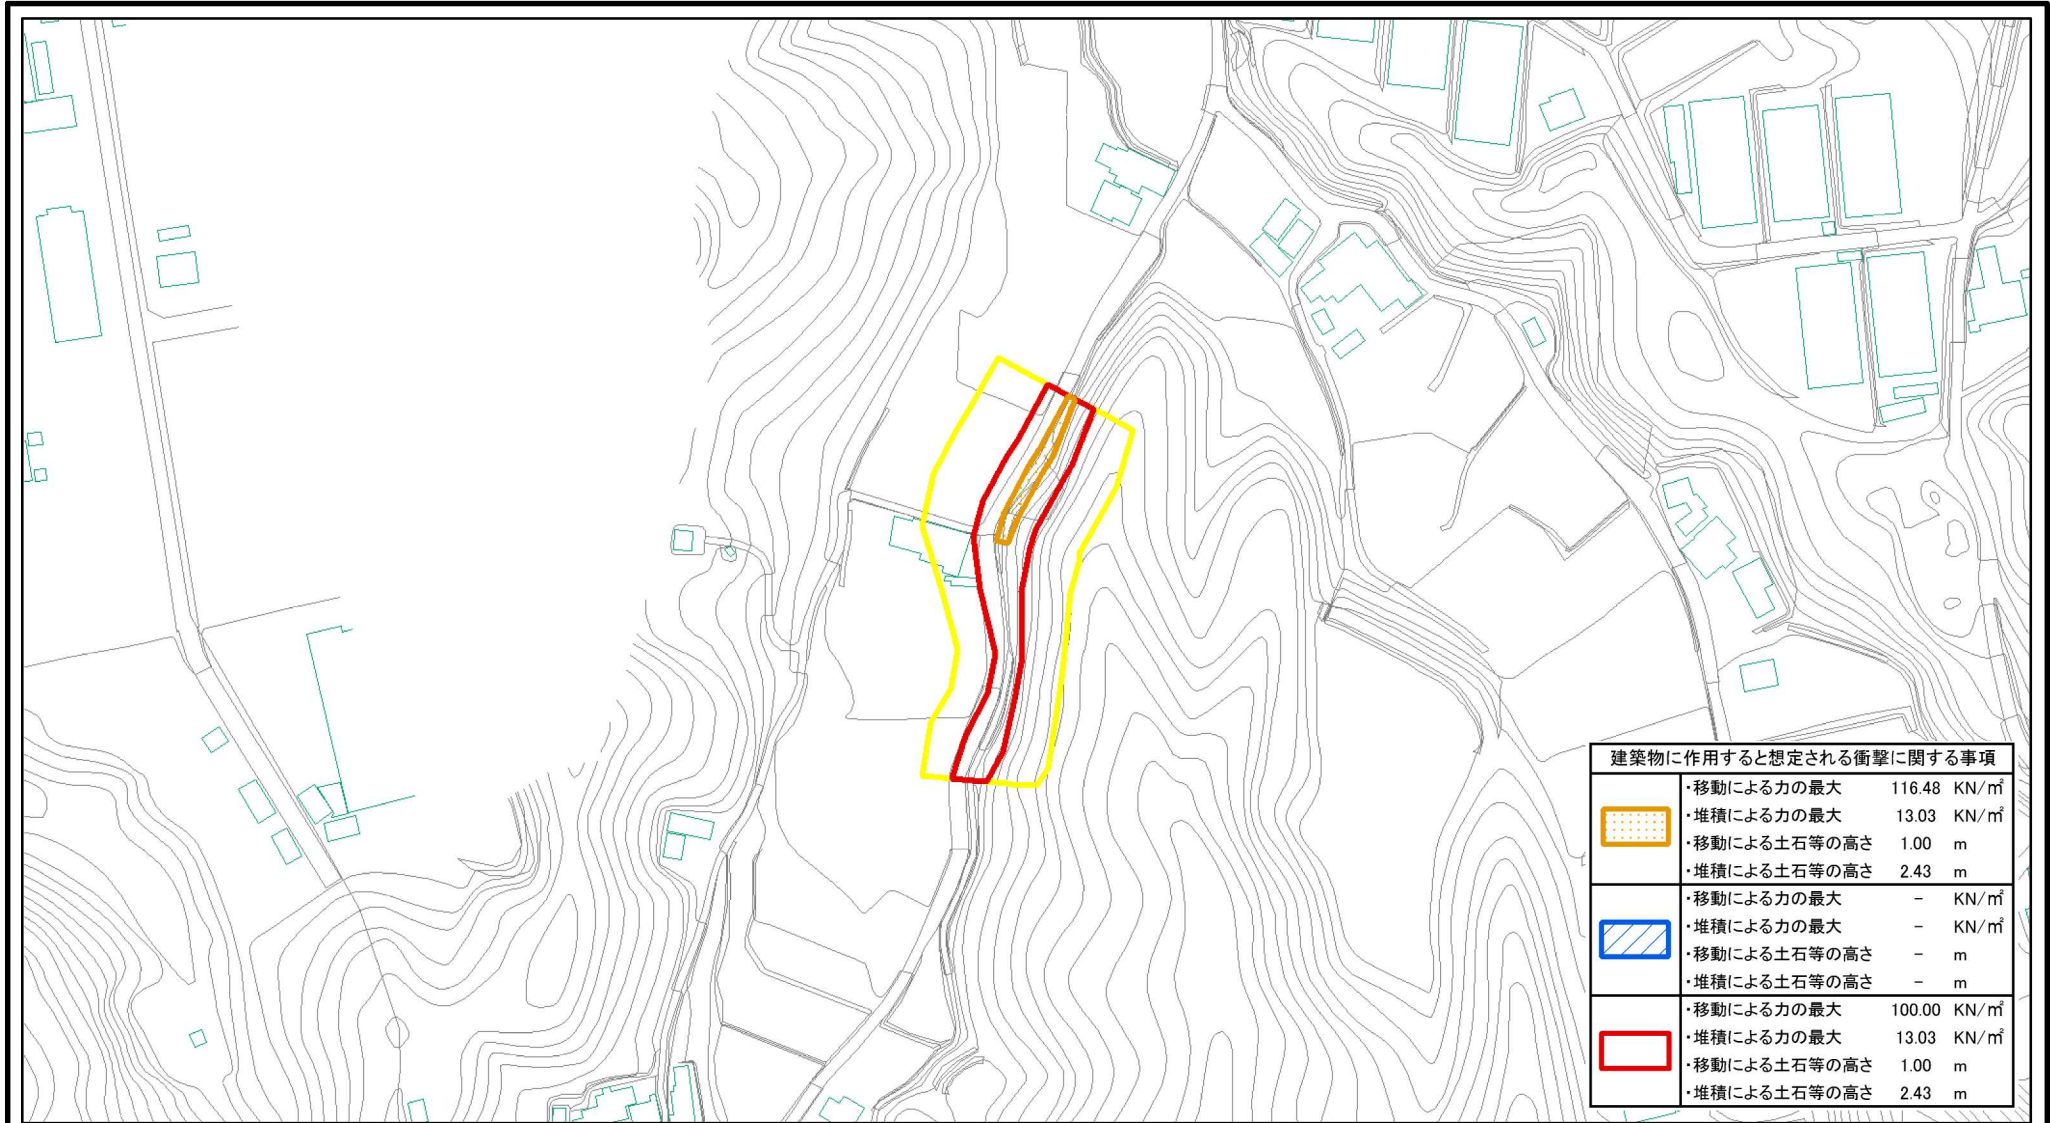 建築物に作用すると想定される衝撃に関する事項
・移動による力の最大 116.48 KN/㎡
・堆積による力の最大 13.03 KN/㎡
・移動による土石等の高さ 1.00 m
・堆積による土石等の高さ 2.43 m
・移動による力の最大 - KN/㎡
・堆積による力の最大 - KN/㎡
・移動による土石等の高さ - m
・堆積による土石等の高さ - m
・移動による力の最大 100.00 KN/㎡
・堆積による力の最大 13.03 KN/㎡
・移動による土石等の高さ 1.00 m
・堆積による土石等の高さ 2.43 m